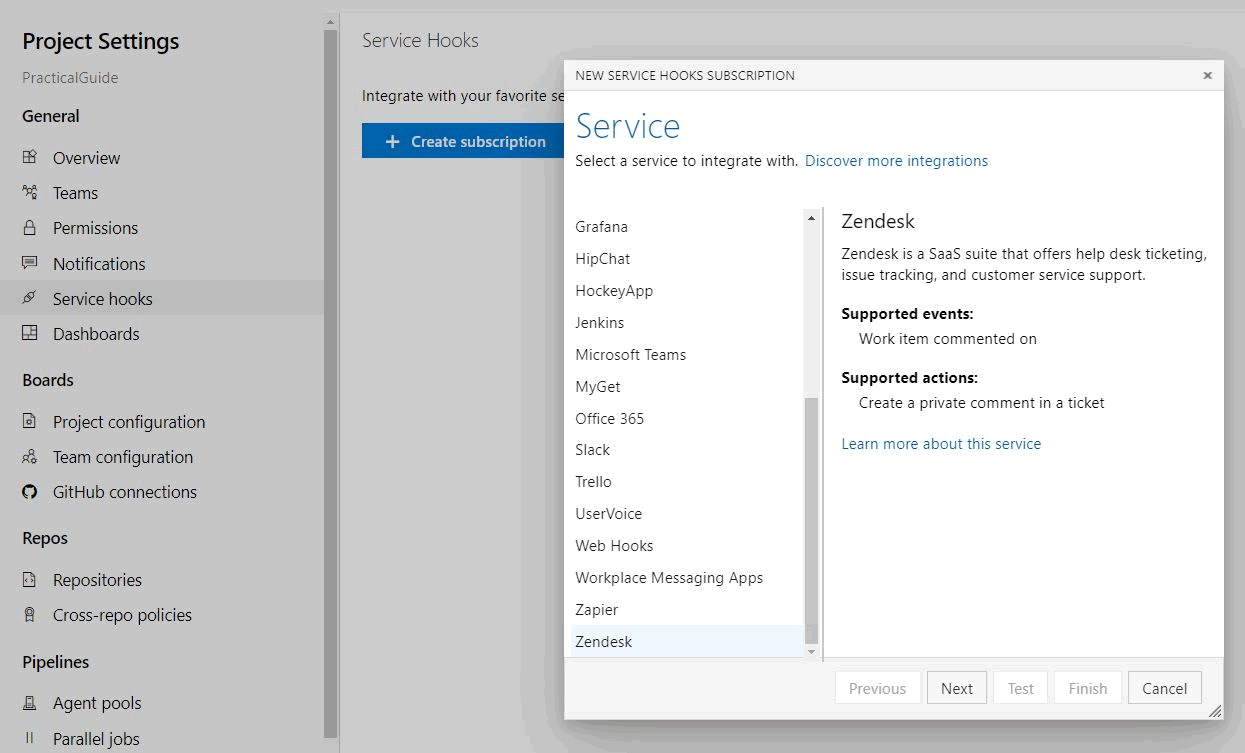 Project Settings
PracticalGuide
General
Overview
Teams
Permissions
Notifications
Service hooks
Dashboards
Boards
Project configuration
Team configuration
GitHub connections
Repos
Repositories
Cross-repo policies
Pipelines
Agent pools
Parallel jobs
Service Hooks
Integrate with your favorite se
+ Create subscription
NEW SERVICE HOOKS SUBSCRIPTION
Service
Select a service to integrate with. Discover more integrations
Grafana
HipChat
HockeyApp
Jenkins
Microsoft Teams
MyGet
Office 365
Slack
Trello
UserVoice
Web Hooks
Workplace Messaging Apps
Zapier
Zendesk
Zendesk
Zendesk is a SaaS suite that offers help desk ticketing,
issue tracking, and customer service support.
Supported events:
Work item commented on
Supported actions:
Create a private comment in a ticket
Learn more about this service
Previous Next Test Finish Cancel